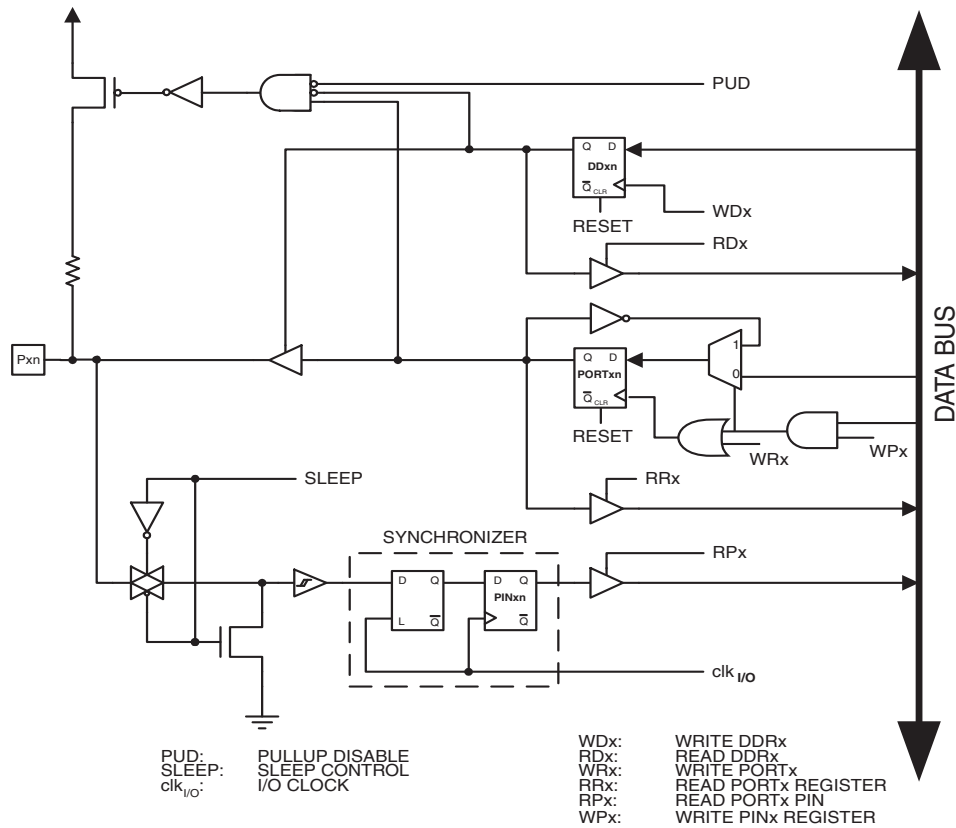 PUD
Q D
DDxn
Q CLR
WDx
RESET
RDx
Pxn
1
Q D
PORTxn
0
Q CLR
RESET
WRx
WPx
DATA BUS
SLEEP
RRx
SYNCHRONIZER
RPx
D Q
D Q
PINxn
L Q
Q
clk I/O
PUD: PULLUP DISABLE
SLEEP: SLEEP CONTROL
clk I/O: I/O CLOCK
WDx: WRITE DDRx
RDx: READ DDRx
WRx: WRITE PORTx
RRx: READ PORTx REGISTER
RPx: READ PORTx PIN
WPx: WRITE PINx REGISTER